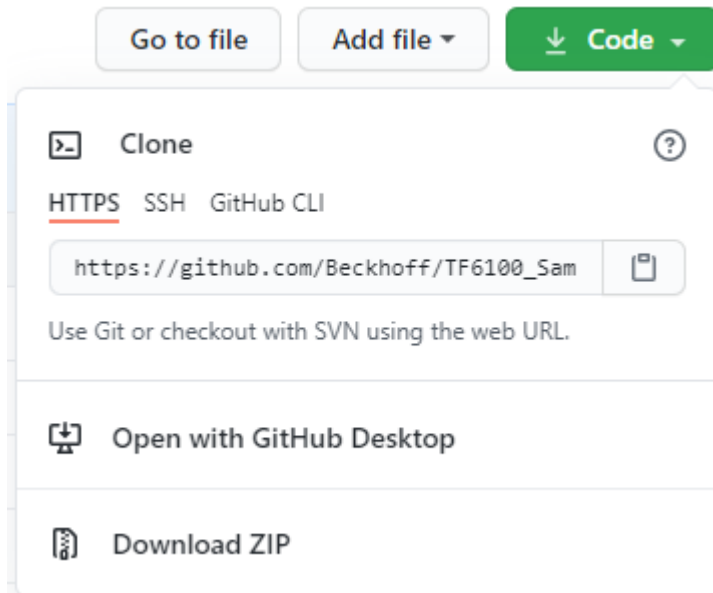 Go to file Add file Code
Clone
HTTPS SSH GitHub CLI
https://github.com/Beckhoff/TF6100_Sam
Use Git or checkout with SVN using the web URL.
Open with GitHub Desktop
Download ZIP